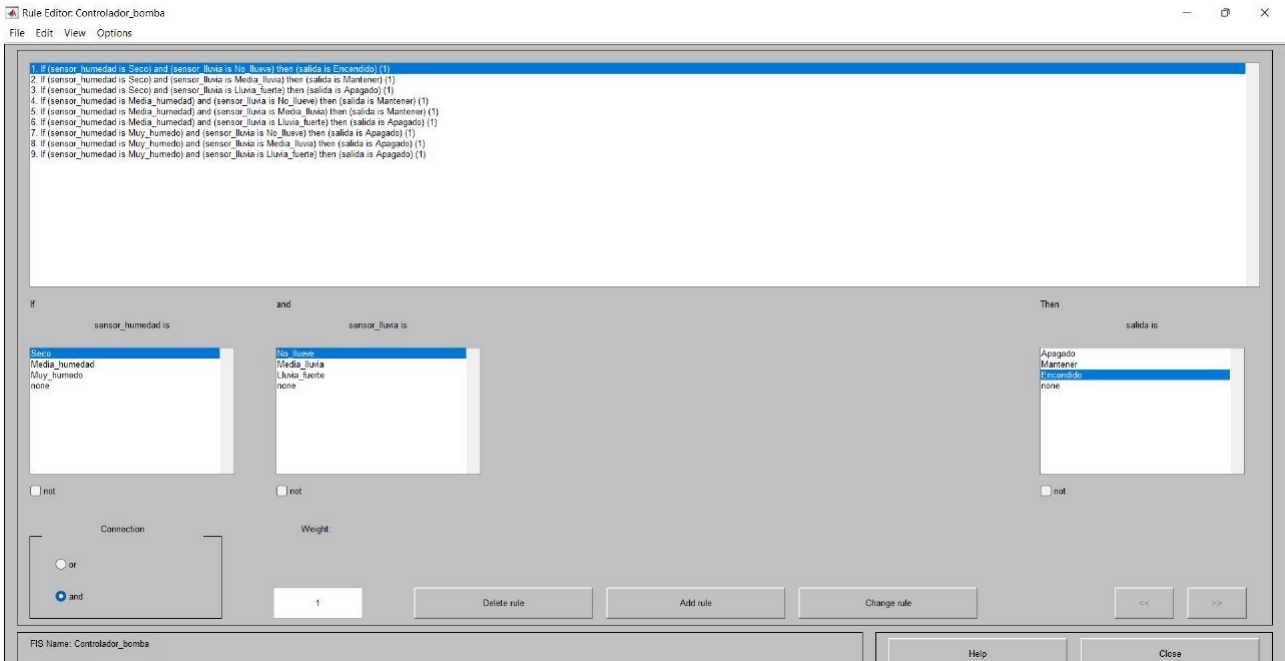 Rule Editor: Controlador_bomba
File Edit View Options
1. If (sensor_humedad is Seco) and (sensor_lluvia is No_llueve) then (salida is Encendido) (1)
2. If (sensor_humedad is Seco) and (sensor_lluvia is Media_lluvia) then (salida is Mantener) (1)
3. If (sensor_humedad is Seco) and (sensor_lluvia is Lluvia_fuerte) then (salida is Apagado) (1)
4. If (sensor_humedad is Media_humedad) and (sensor_lluvia is No_llueve) then (salida is Mantener) (1)
5. If (sensor_humedad is Media_humedad) and (sensor_lluvia is Media_lluvia) then (salida is Mantener) (1)
6. If (sensor_humedad is Media_humedad) and (sensor_lluvia is Lluvia_fuerte) then (salida is Apagado) (1)
7. If (sensor_humedad is Muy_humedo) and (sensor_lluvia is No_llueve) then (salida is Apagado) (1)
8. If (sensor_humedad is Muy_humedo) and (sensor_lluvia is Media_lluvia) then (salida is Apagado) (1)
9. If (sensor_humedad is Muy_humedo) and (sensor_lluvia is Lluvia_fuerte) then (salida is Apagado) (1)
If and Then
sensor_humedad is sensor_lluvia is salida is
Seco
Media_humedad
Muy_humedo
none
No_llueve
Media_lluvia
Lluvia_fuerte
none
Apagado
Mantener
Encendido
none
not not not
Connection Weight:
or
and 1 Delete rule Add rule Change rule << >>
FIS Name: Controlador_bomba Help Close